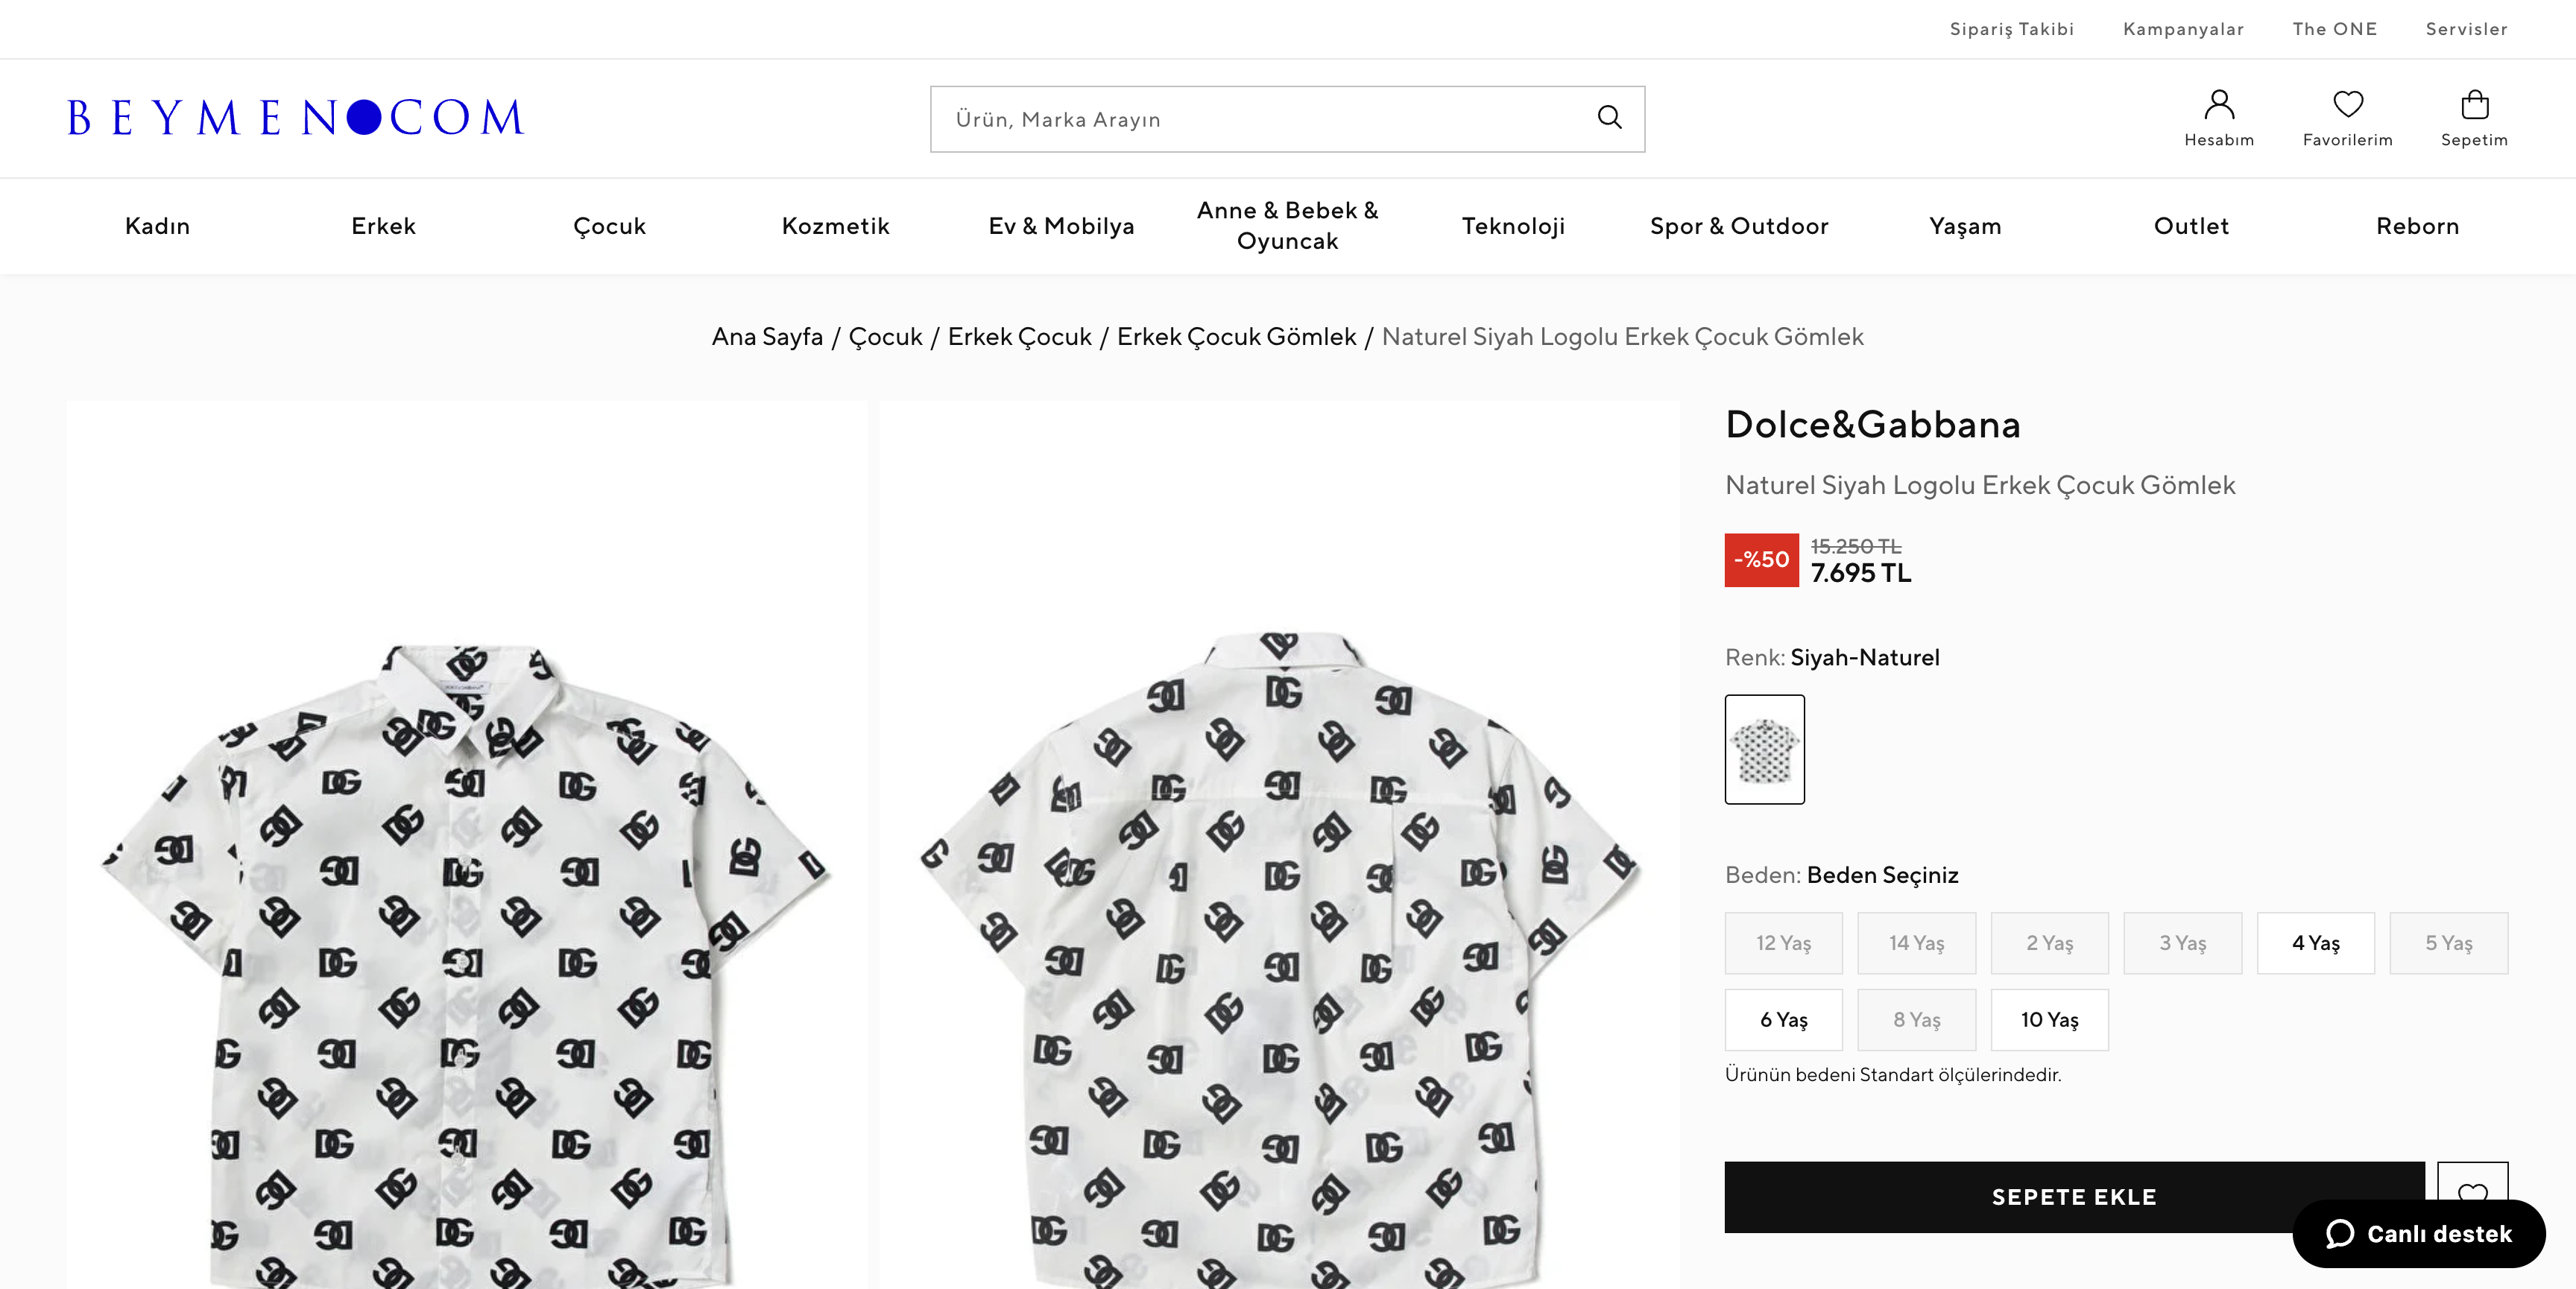 Sipariş Takibi Kampanyalar The ONE Servisler
BEYMEN COM
Ürün, Marka Arayın
Hesabım Favorilerim Sepetim
Kadın Erkek Çocuk Kozmetik Ev & Mobilya Anne & Bebek & Oyuncak Teknoloji Spor & Outdoor Yaşam Outlet Reborn
Ana Sayfa / Çocuk / Erkek Çocuk / Erkek Çocuk Gömlek / Naturel Siyah Logolu Erkek Çocuk Gömlek
Dolce&Gabbana
Naturel Siyah Logolu Erkek Çocuk Gömlek
-%50
15.250 TL
7.695 TL
Renk: Siyah-Naturel
Beden: Beden Seçiniz
12 Yaş 14 Yaş 2 Yaş 3 Yaş 4 Yaş 5 Yaş
6 Yaş 8 Yaş 10 Yaş
Ürünün bedeni Standart ölçülerindedir.
SEPETE EKLE
Canlı destek
DG